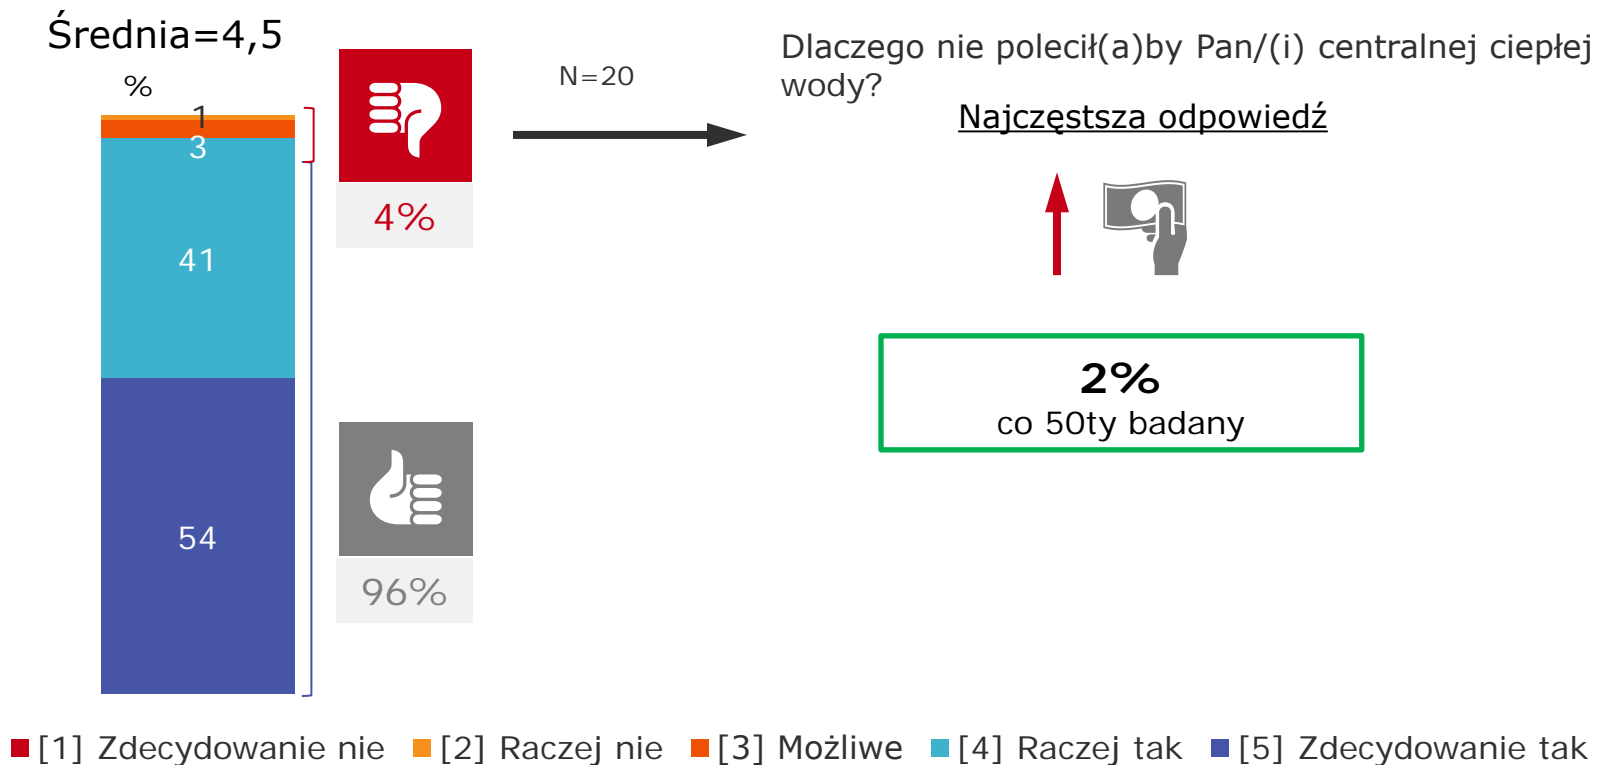 Średnia=4,5
%
1
3
41
54
4%
96%
N=20
Dlaczego nie polecił(a)by Pan/(i) centralnej ciepłej
wody?
Najczęstsza odpowiedź
2%
co 50ty badany
[1] Zdecydowanie nie [2] Raczej nie [3] Możliwe [4] Raczej tak [5] Zdecydowanie tak